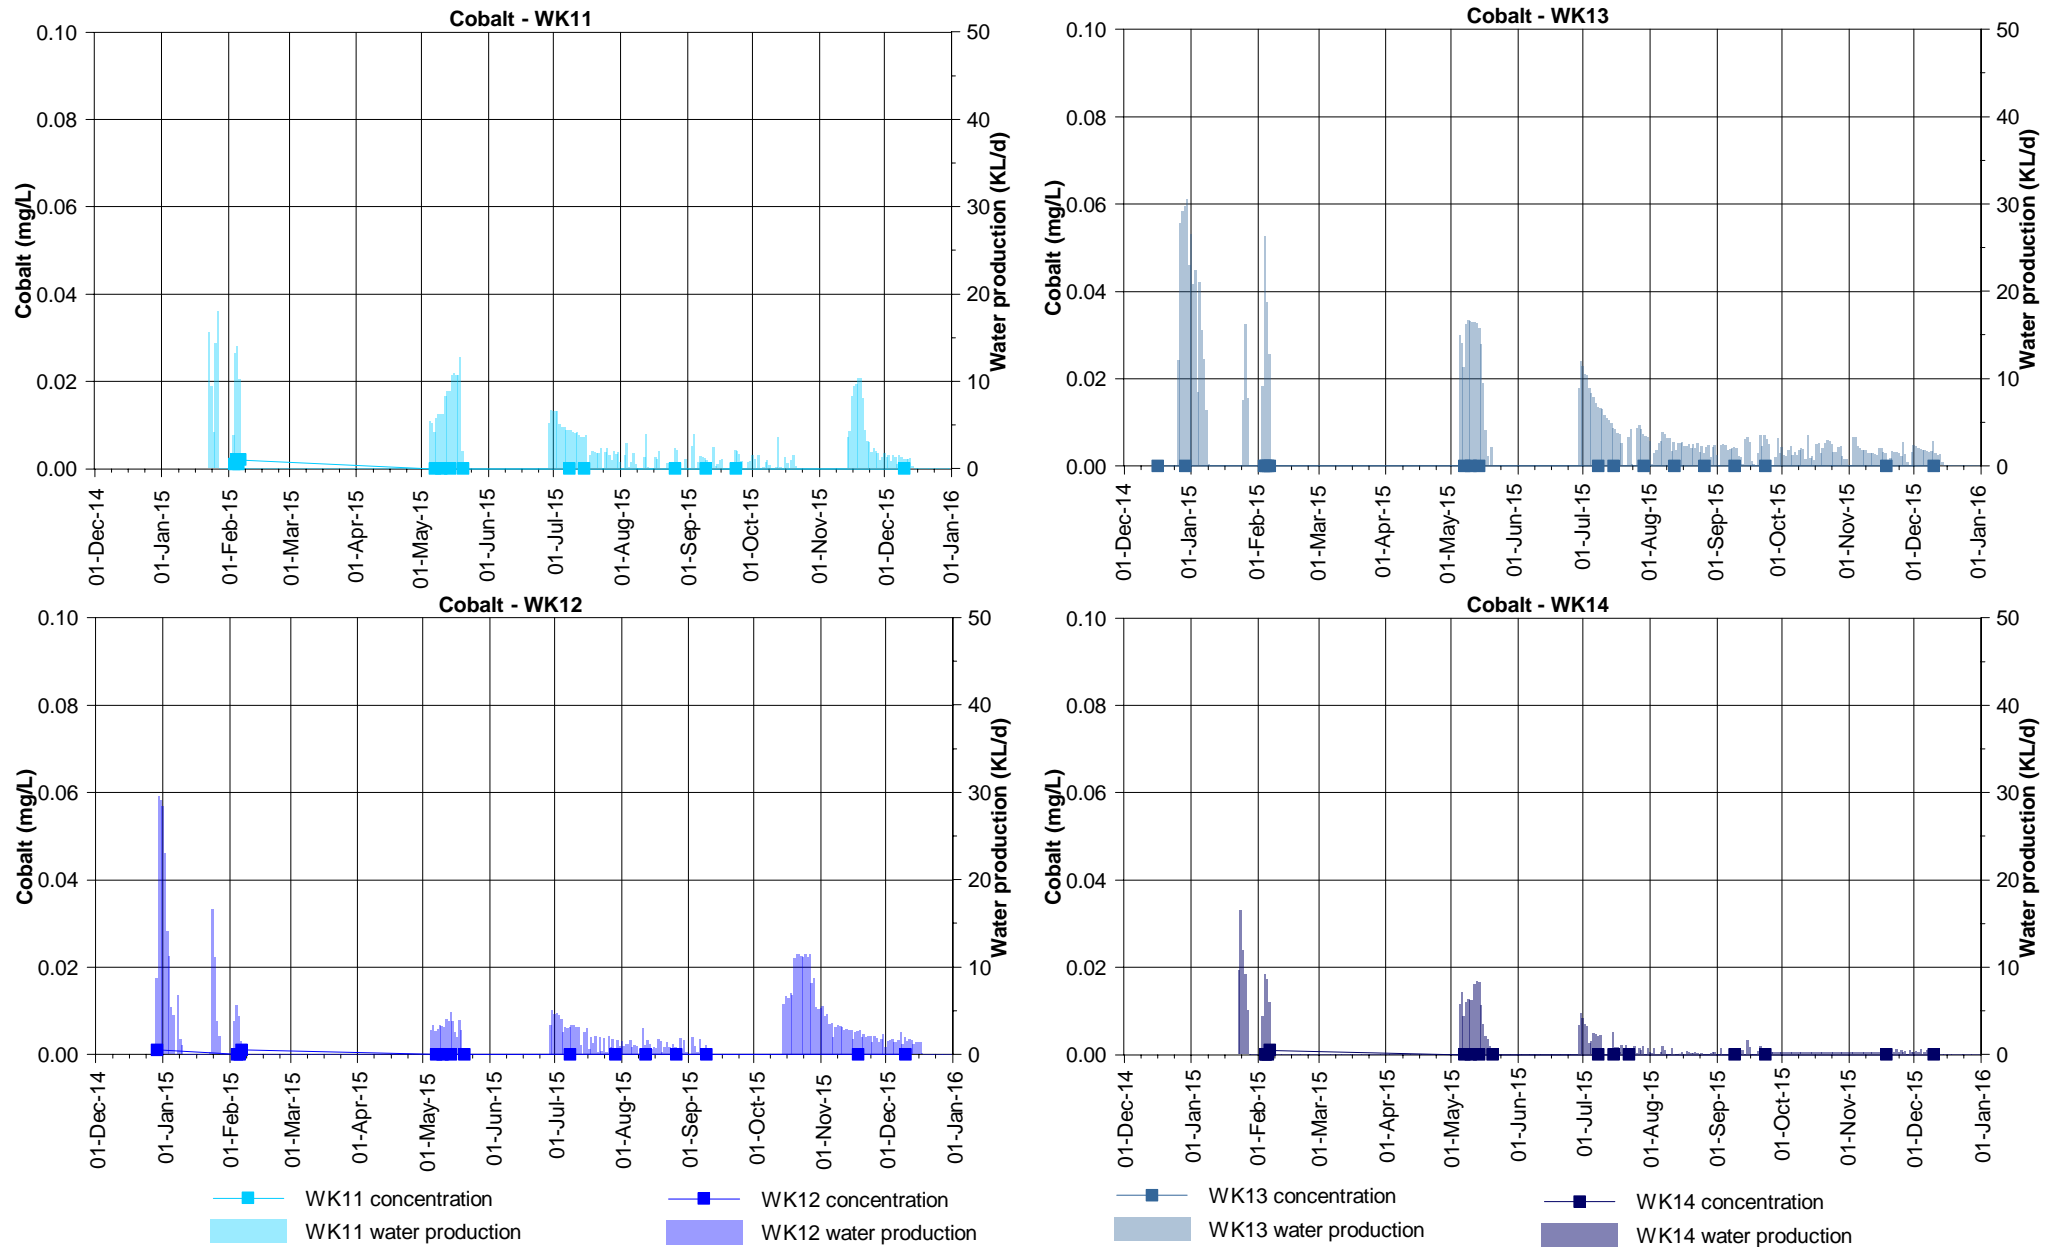 Cobalt - WK11
0.10
0.08
0.06
0.04
0.02
0.00
Cobalt (mg/L)
50
40
30
20
10
0
Water production (KL/d)
01-Dec-14
01-Jan-15
01-Feb-15
01-Mar-15
01-Apr-15
01-May-15
01-Jun-15
01-Jul-15
01-Aug-15
01-Sep-15
01-Oct-15
01-Nov-15
01-Dec-15
01-Jan-16
Cobalt - WK13
0.10
0.08
0.06
0.04
0.02
0.00
Cobalt (mg/L)
50
40
30
20
10
0
Water production (KL/d)
01-Dec-14
01-Jan-15
01-Feb-15
01-Mar-15
01-Apr-15
01-May-15
01-Jun-15
01-Jul-15
01-Aug-15
01-Sep-15
01-Oct-15
01-Nov-15
01-Dec-15
01-Jan-16
Cobalt - WK12
0.10
0.08
0.06
0.04
0.02
0.00
Cobalt (mg/L)
50
40
30
20
10
0
Water production (KL/d)
01-Dec-14
01-Jan-15
01-Feb-15
01-Mar-15
01-Apr-15
01-May-15
01-Jun-15
01-Jul-15
01-Aug-15
01-Sep-15
01-Oct-15
01-Nov-15
01-Dec-15
01-Jan-16
Cobalt - WK14
0.10
0.08
0.06
0.04
0.02
0.00
Cobalt (mg/L)
50
40
30
20
10
0
Water production (KL/d)
01-Dec-14
01-Jan-15
01-Feb-15
01-Mar-15
01-Apr-15
01-May-15
01-Jun-15
01-Jul-15
01-Aug-15
01-Sep-15
01-Oct-15
01-Nov-15
01-Dec-15
01-Jan-16
WK11 concentration
WK11 water production
WK12 concentration
WK12 water production
WK13 concentration
WK13 water production
WK14 concentration
WK14 water production